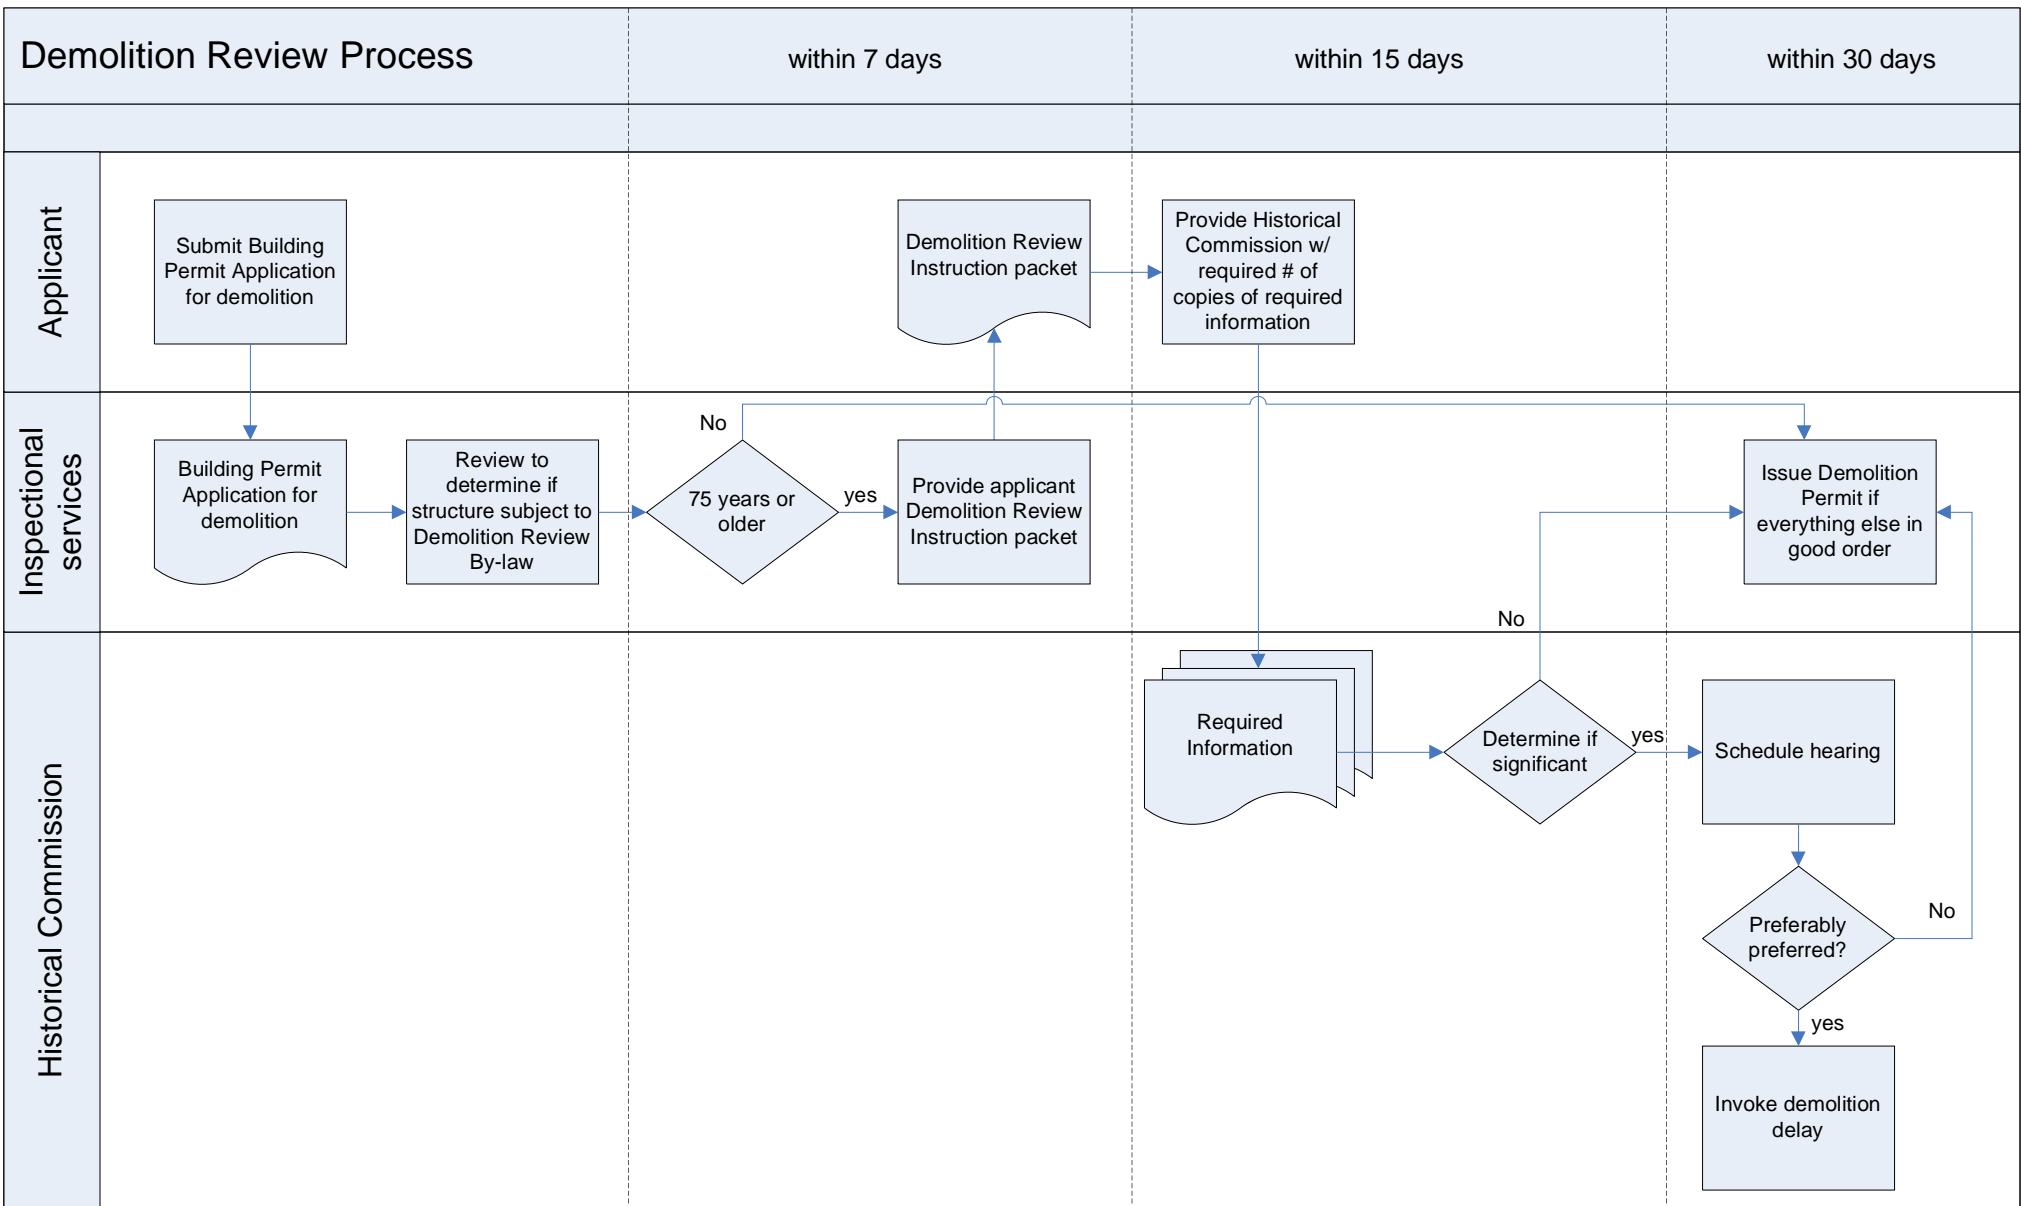 Demolition Review Process
within 7 days
within 15 days
within 30 days
Applicant
Submit Building
Permit Application
for demolition
Demolition Review
Instruction packet
Provide Historical
Commission w/
required # of
copies of required
information
Inspectional
services
Building Permit
Application for
demolition
Review to
determine if
structure subject to
Demolition Review
By-law
No
75 years or
older
yes
Provide applicant
Demolition Review
Instruction packet
Issue Demolition
Permit if
everything else in
good order
No
Historical Commission
Required
Information
Determine if
significant
yes
Schedule hearing
Preferably
preferred?
No
yes
Invoke demolition
delay